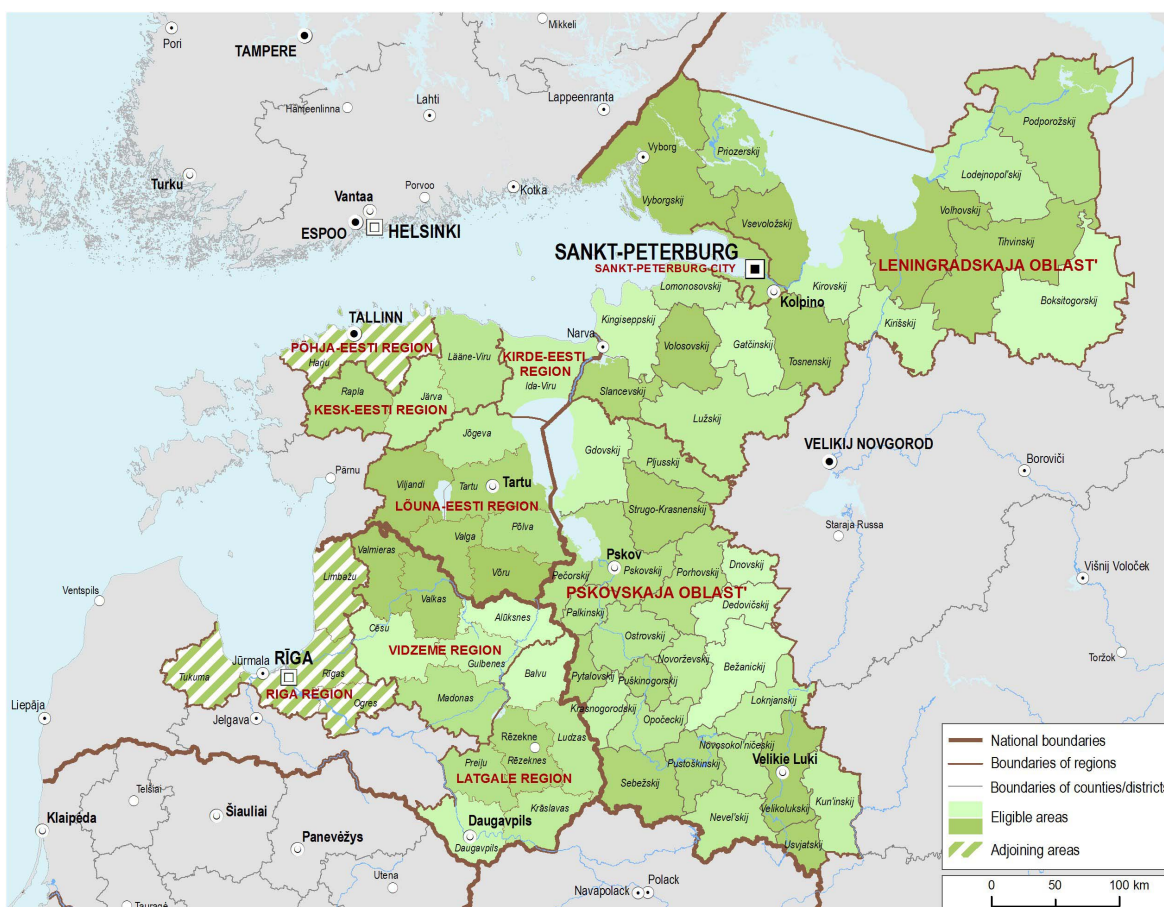 Mikkeli
Pori
TAMPERE
Hämeenlinna
Lahti
Lappeenranta
Podporožskij
Vyborg
Priozerskij
Lodejnopol'skij
Turku
Vantaa
Porvoo
Kotka
Vyborgskij
ESPOO
HELSINKI
Vsevoložskij
Volhovskij
Tihvinskij
SANKT-PETERBURG
SANKT-PETERBURG-CITY
LENINGRADSKAJA OBLAST'
Lomonosovskij
Kolpino
Kirovskij
Boksitogorskij
Kingiseppskij
Kirišskij
TALLINN
PÕHJA-EESTI REGION
Harju
Lääne-Viru
Narva
KIRDE-EESTI
REGION
Ida-Viru
Volosovskij
Gatčinskij
Tosnenskij
Rapla
Järva
KESK-EESTI REGION
Slancevskij
Lužskij
Jõgeva
Gdovskij
Pljusskij
VELIKIJ NOVGOROD
Boroviči
Pärnu
Viljandi
Tartu
Tartu
LÕUNA-EESTI REGION
Strugo-Krasnenskij
Staraja Russa
Valga
Põlva
Valmieras
Võru
Pskov
Pečorskij
Pskovskij
Porhovskij
Dnovskij
Višnij Voloček
Limbažu
Valkas
PSKOVSKAJA OBLAST'
Ventspils
Palkinskij
Dedovičskij
Cēsu
Alūksnes
Ostrovskij
VIDZEME REGION
Gulbenes
Novorževskij
Bežanickij
Toržok
RĪGA
Jūrmala
Rīgas
Tukuma
Balvu
Pytalovskij
Puškinogorskij
RIGA REGION
Ogres
Madonas
Krasnogorodskij
Loknjanskij
Liepāja
Jelgava
Opočeckij
Rēzekne
Ludzas
Novosokol'ničeskij
Preiļu
Rēzeknes
LATGALE REGION
Sebežskij
Pustoškinskij
Velikie Luki
Telšiai
Krāslavas
Velikolukskij
Kun'inskij
Klaipėda
Šiauliai
Daugavpils
Nevel'skij
Panevėžys
Daugavpils
Usvjatskij
Utena
Navapolack
Polack
Tauragė
National boundaries
Boundaries of regions
Boundaries of counties/districts
Eligible areas
Adjoining areas
0 50 100 km